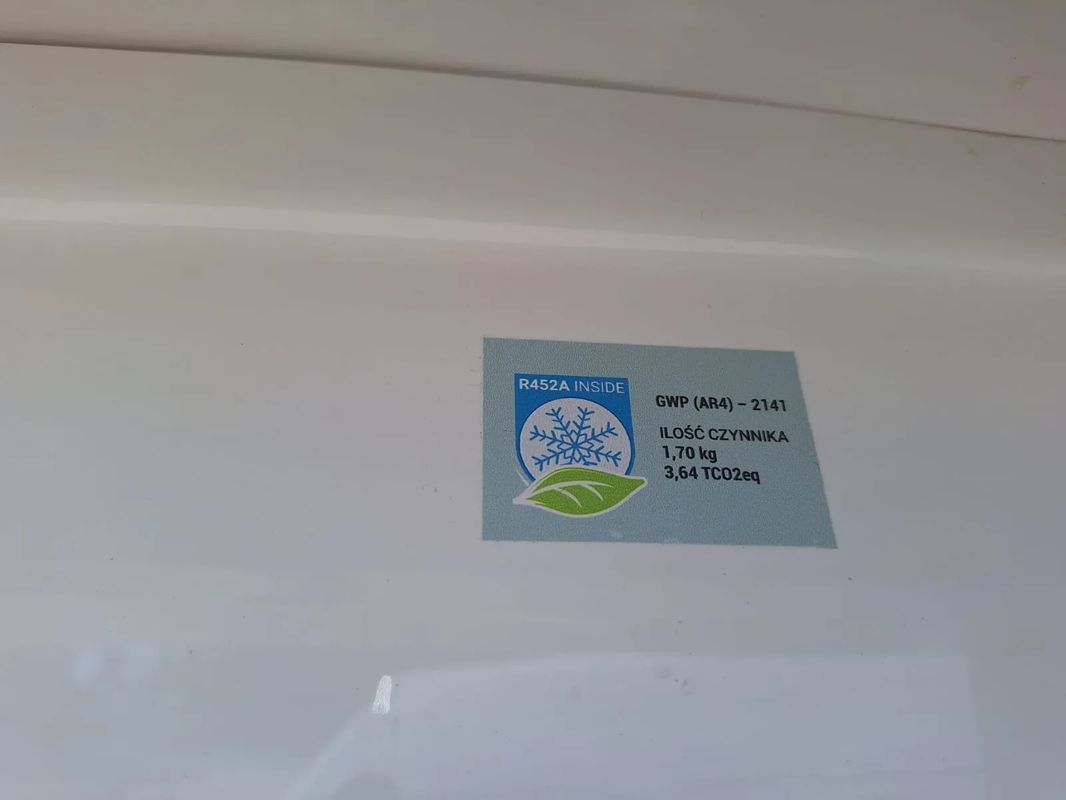 R452A INSIDE
GWP (AR4) – 2141
ILOŚĆ CZYNNIKA
1,70 kg
3,64 TCO2eq